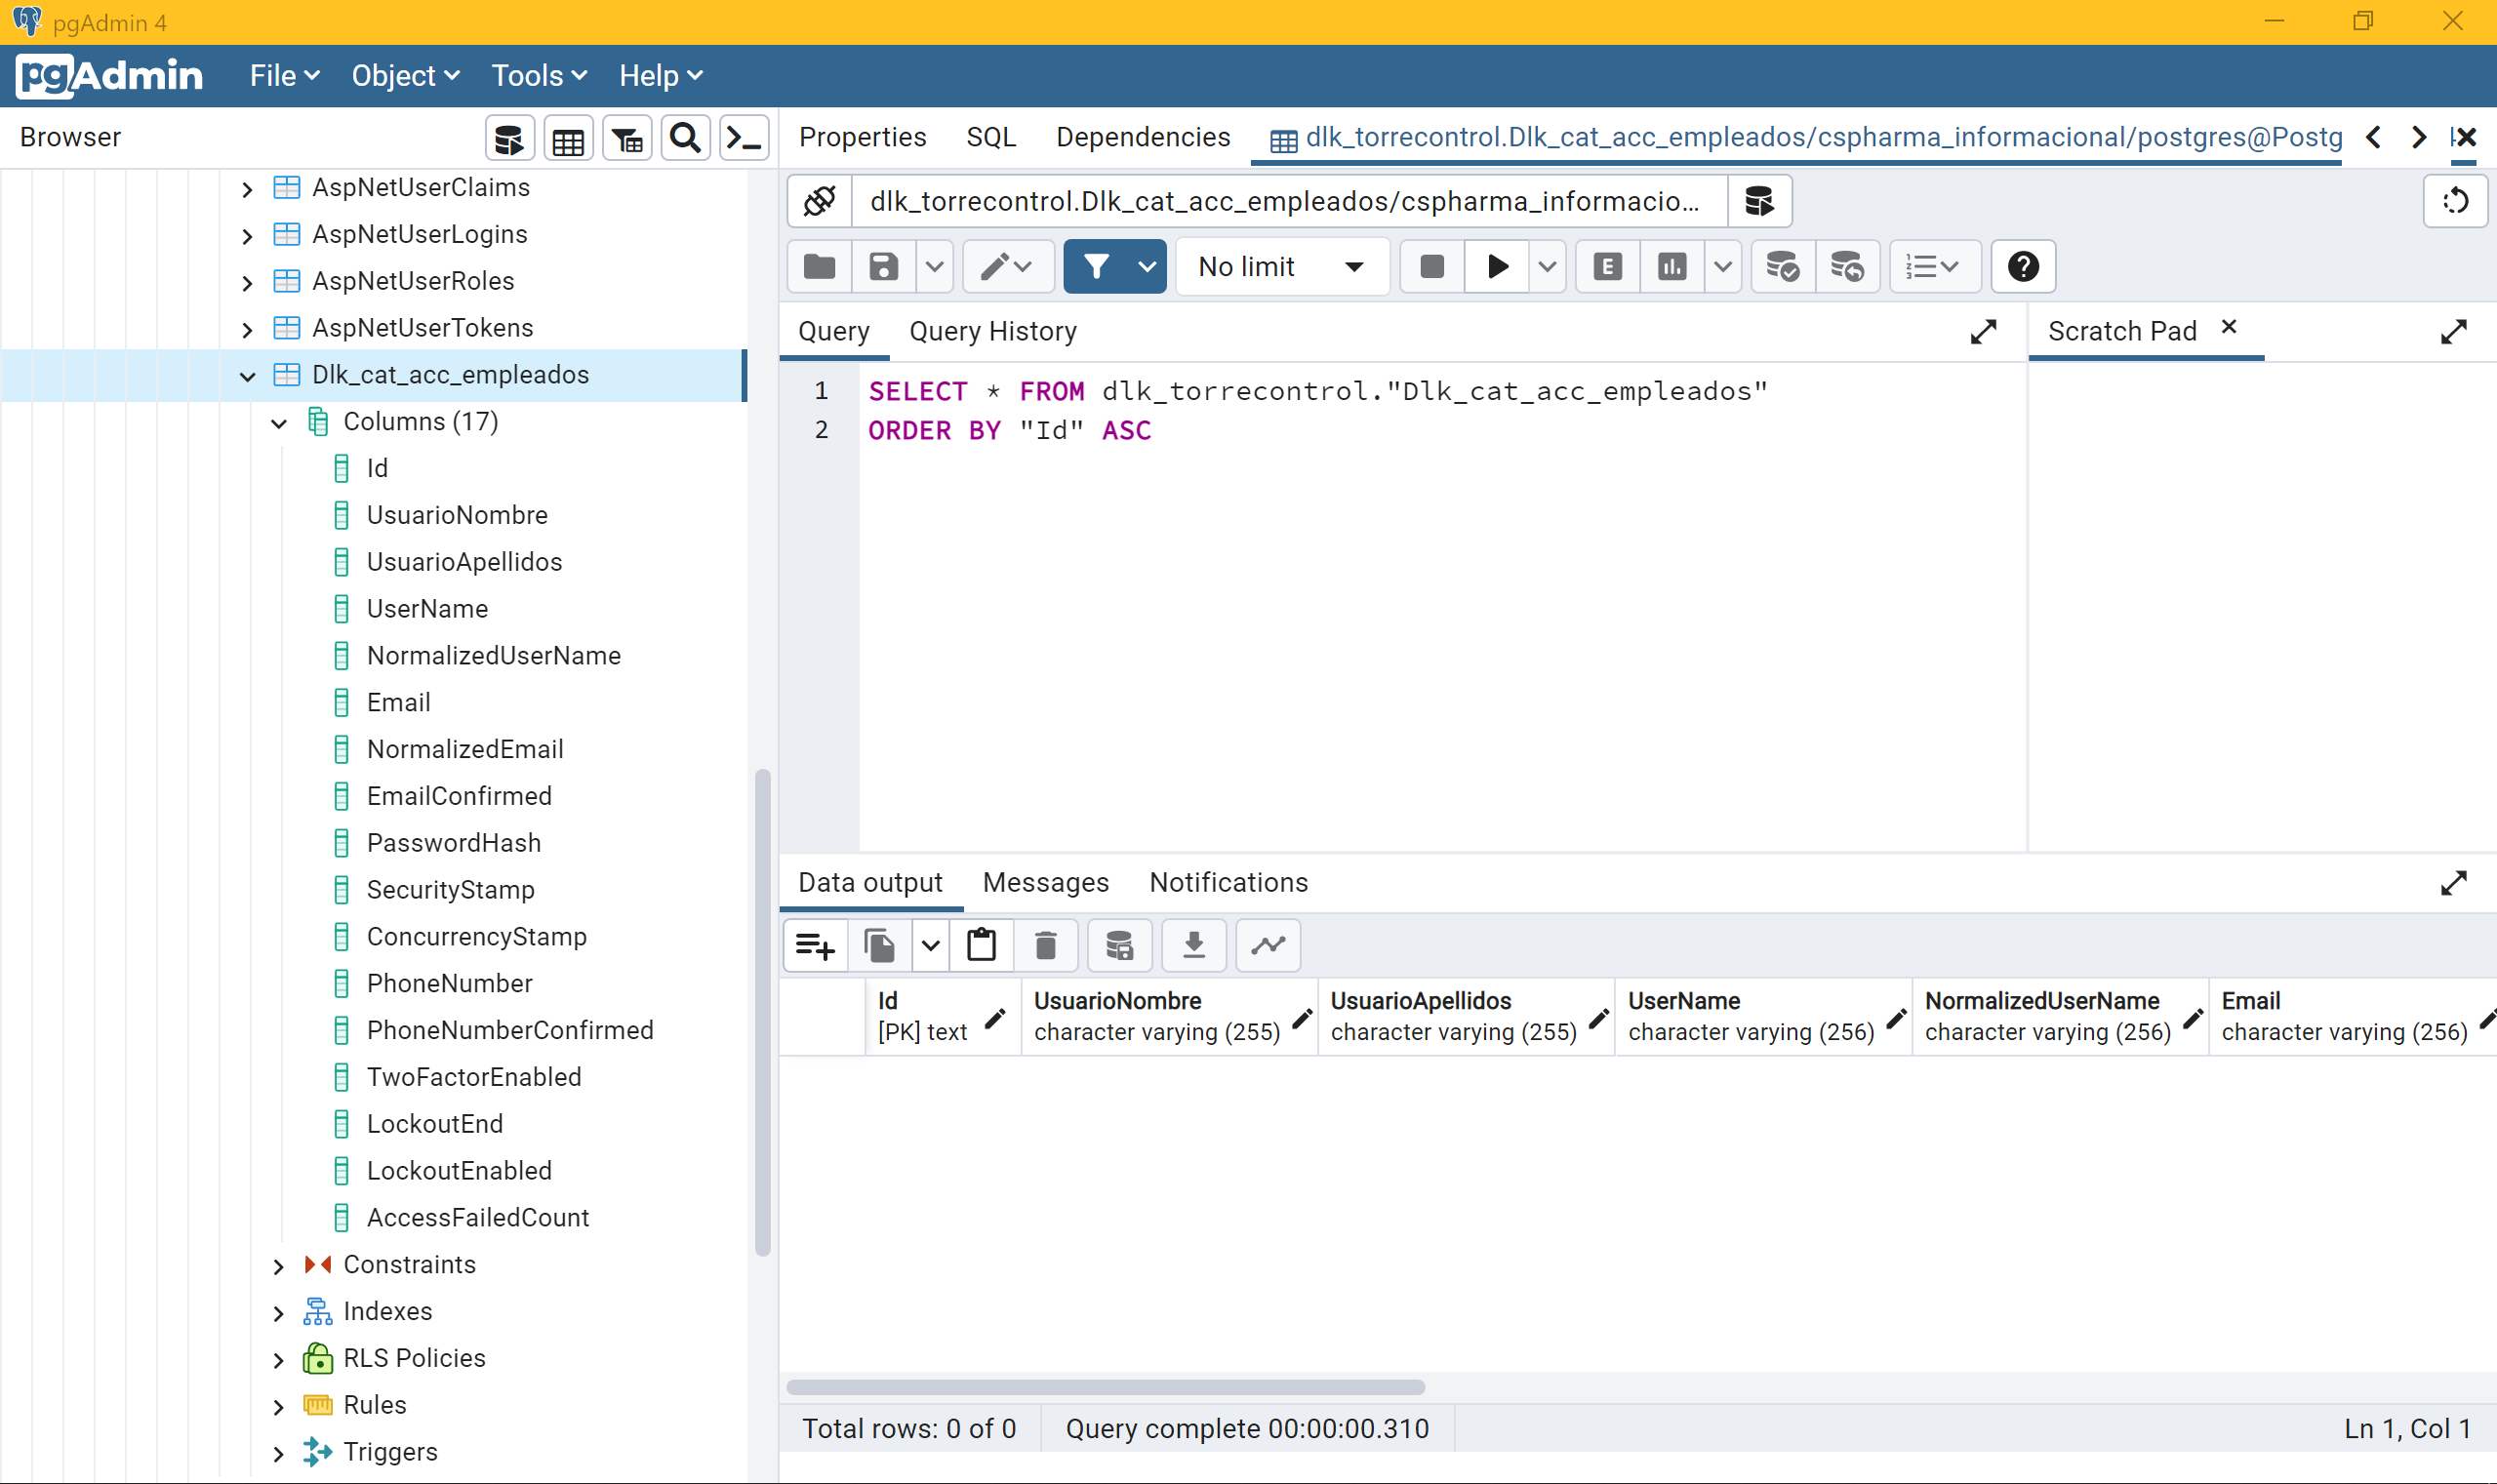 pgAdmin 4
pgAdmin File Object Tools Help
Browser
Properties SQL Dependencies dlk_torrecontrol.Dlk_cat_acc_empleados/cspharma_informacional/postgres@Postg
AspNetUserClaims
AspNetUserLogins
AspNetUserRoles
AspNetUserTokens
Dlk_cat_acc_empleados
Columns (17)
Id
UsuarioNombre
UsuarioApellidos
UserName
NormalizedUserName
Email
NormalizedEmail
EmailConfirmed
PasswordHash
SecurityStamp
ConcurrencyStamp
PhoneNumber
PhoneNumberConfirmed
TwoFactorEnabled
LockoutEnd
LockoutEnabled
AccessFailedCount
Constraints
Indexes
RLS Policies
Rules
Triggers
dlk_torrecontrol.Dlk_cat_acc_empleados/cspharma_informacio...
No limit
E
Query Query History
Scratch Pad
1 SELECT * FROM dlk_torrecontrol."Dlk_cat_acc_empleados"
2 ORDER BY "Id" ASC
Data output Messages Notifications
Id UsuarioNombre UsuarioApellidos UserName NormalizedUserName Email
[PK] text character varying (255) character varying (255) character varying (256) character varying (256) character varying (256)
Total rows: 0 of 0 Query complete 00:00:00.310 Ln 1, Col 1